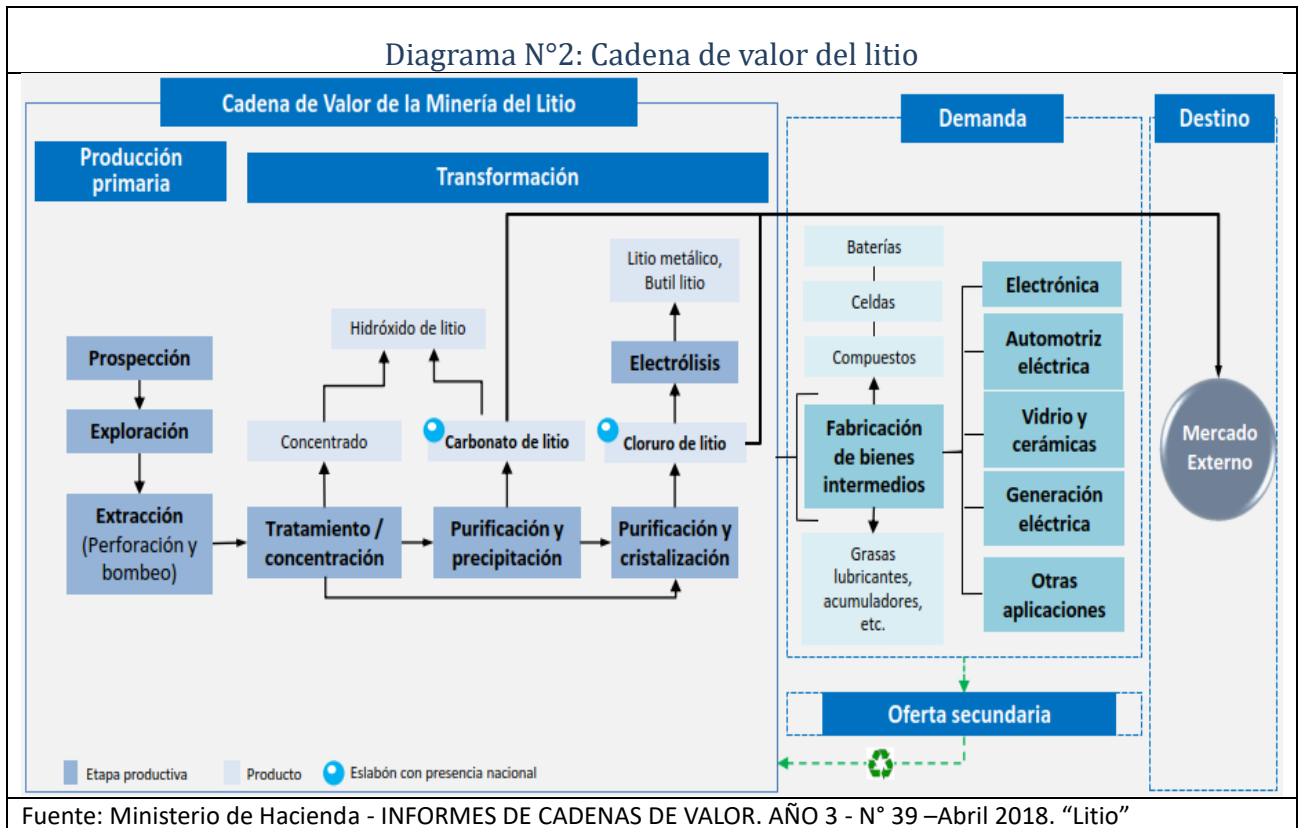 Diagrama N°2: Cadena de valor del litio
Cadena de Valor de la Minería del Litio
Demanda
Destino
Producción
primaria
Transformación
Prospección
Exploración
Extracción
(Perforación y
bombeo)
Hidróxido de litio
Concentrado
Carbonato de litio
Litio metálico,
Butil litio
Electrólisis
Cloruro de litio
Tratamiento /
concentración
Purificación y
precipitación
Purificación y
cristalización
Baterías
Celdas
Compuestos
Fabricación
de bienes
intermedios
Grasas
lubricantes,
acumuladores,
etc.
Electrónica
Automotriz
eléctrica
Vidrio y
cerámicas
Generación
eléctrica
Otras
aplicaciones
Mercado
Externo
Oferta secundaria
Etapa productiva
Producto
Eslabón con presencia nacional
Fuente: Ministerio de Hacienda - INFORMES DE CADENAS DE VALOR. AÑO 3 - N° 39 –Abril 2018. “Litio”